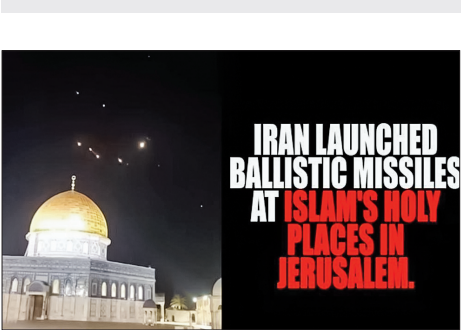 IRAN LAUNCHED
BALLISTIC MISSILES
AT ISLAM'S HOLY
PLACES IN
JERUSALEM.